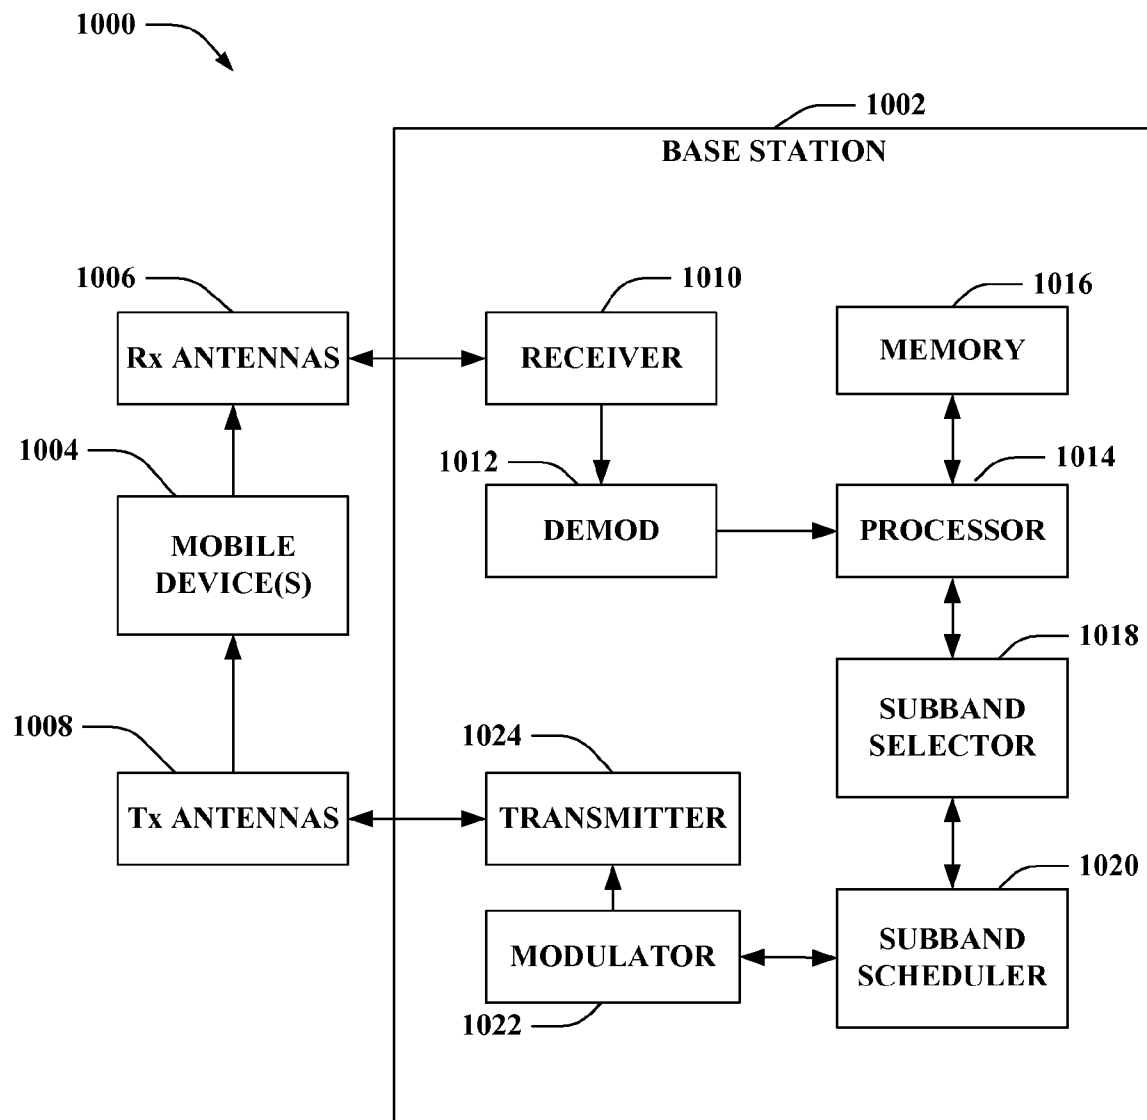 1000
1002
BASE STATION
1006
1010
1016
Rx ANTENNAS
RECEIVER
MEMORY
1004
1012
1014
MOBILE
DEVICE(S)
DEMOD
PROCESSOR
1018
1008
1024
SUBBAND
SELECTOR
Tx ANTENNAS
TRANSMITTER
1020
MODULATOR
SUBBAND
SCHEDULER
1022